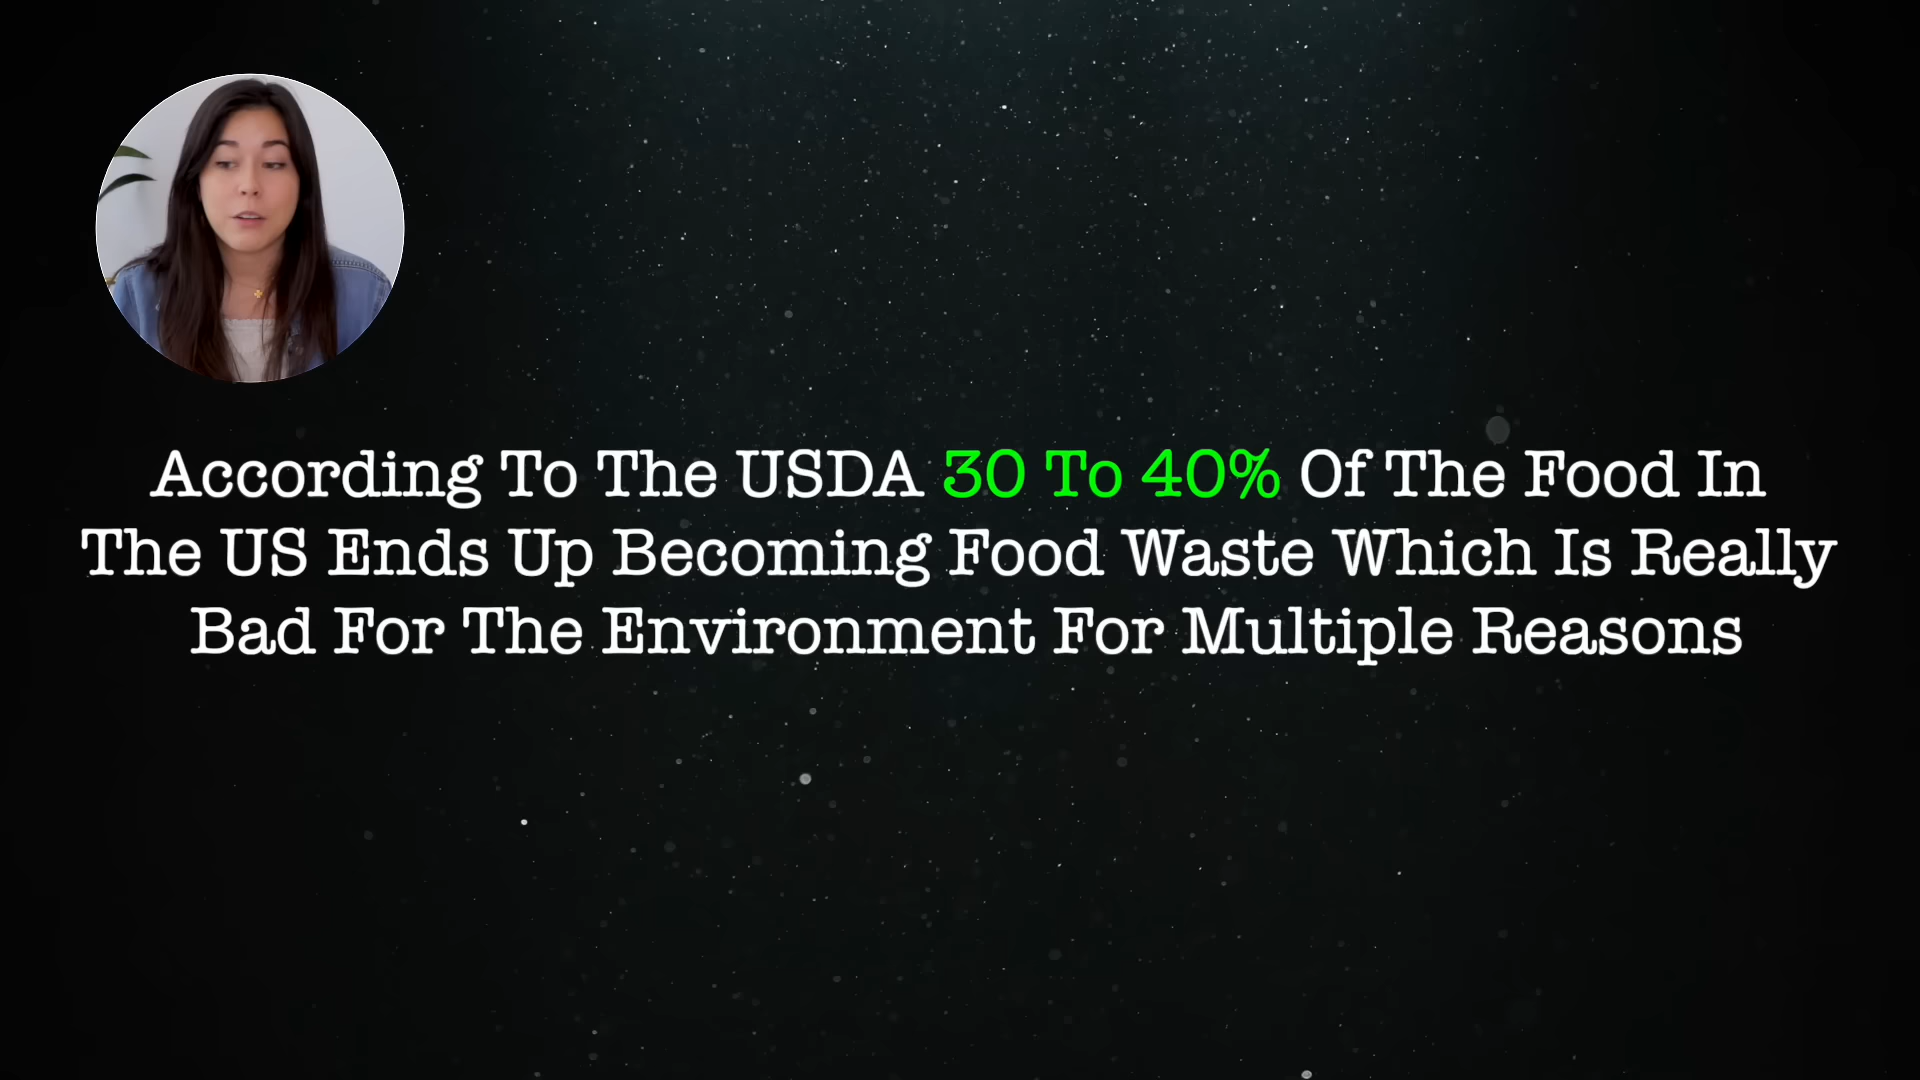 According To The USDA 30 To 40% Of The Food In
The US Ends Up Becoming Food Waste Which Is Really
Bad For The Environment For Multiple Reasons